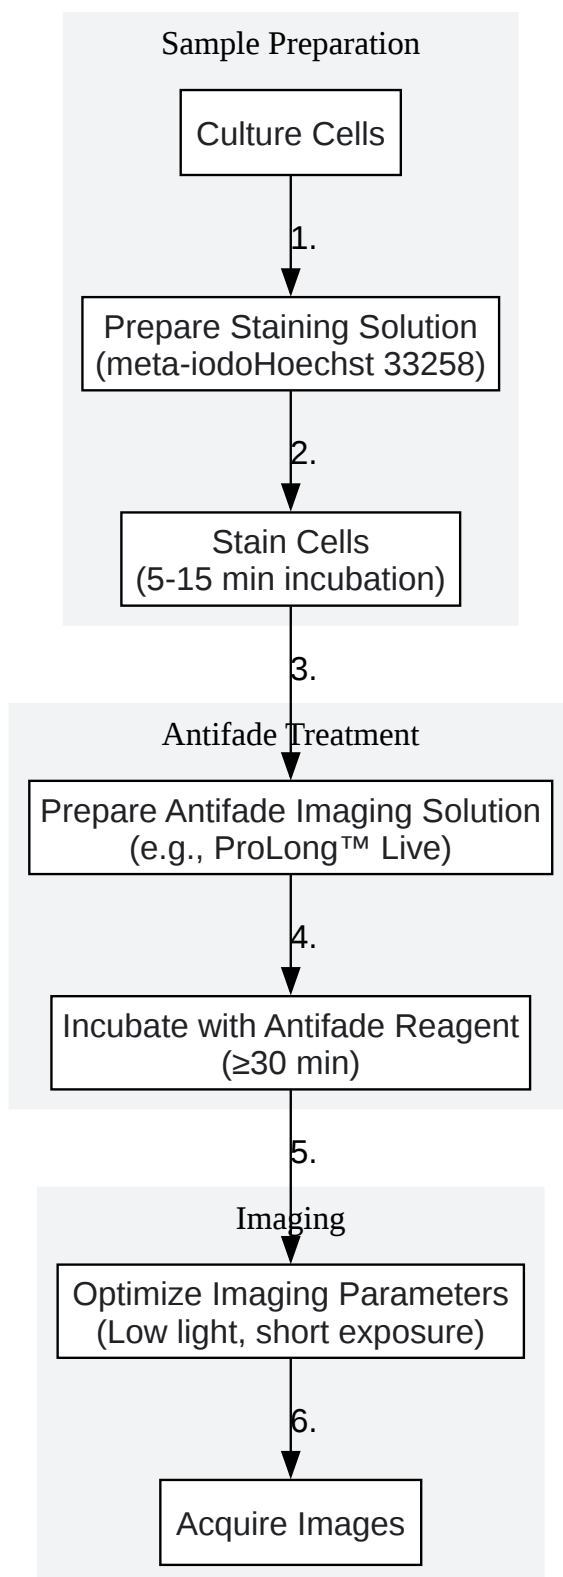 Sample Preparation
Culture Cells
1.
Prepare Staining Solution
(meta-iodoHoechst 33258)
2.
Stain Cells
(5-15 min incubation)
3.
Antifade Treatment
Prepare Antifade Imaging Solution
(e.g., ProLong™ Live)
4.
Incubate with Antifade Reagent
(≥30 min)
5.
Imaging
Optimize Imaging Parameters
(Low light, short exposure)
6.
Acquire Images